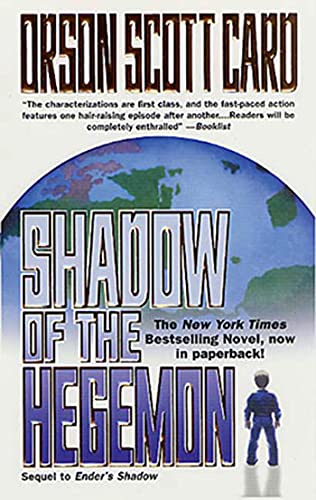 ORSON SCOTT CARD
"The characterizations are first class, and the fast-paced action
features one hair-raising episode after another....Readers will be
completely enthralled" —Booklist
SHADOW
OF THE
HEGEMON
The New York Times
Bestselling Novel, now
in paperback!
Sequel to Ender's Shadow